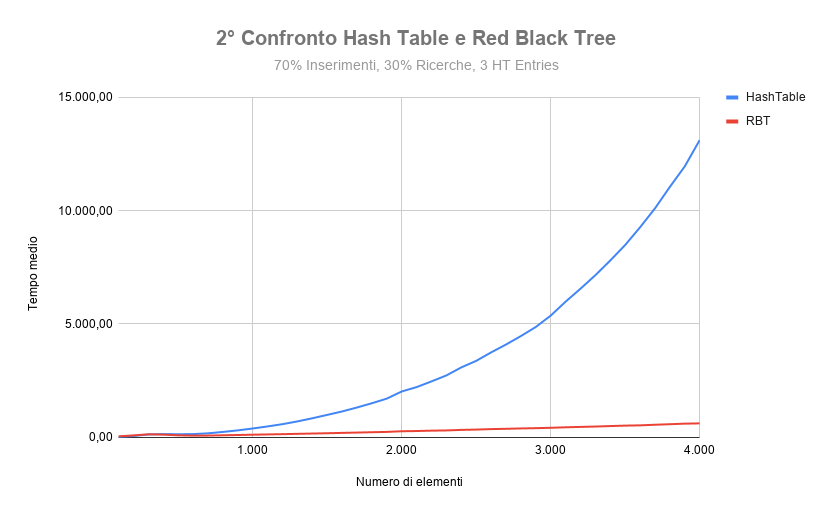 2° Confronto Hash Table e Red Black Tree
70% Inserimenti, 30% Ricerche, 3 HT Entries
HashTable
RBT
15.000,00
10.000,00
5.000,00
0,00
Tempo medio
1.000
2.000
3.000
4.000
Numero di elementi